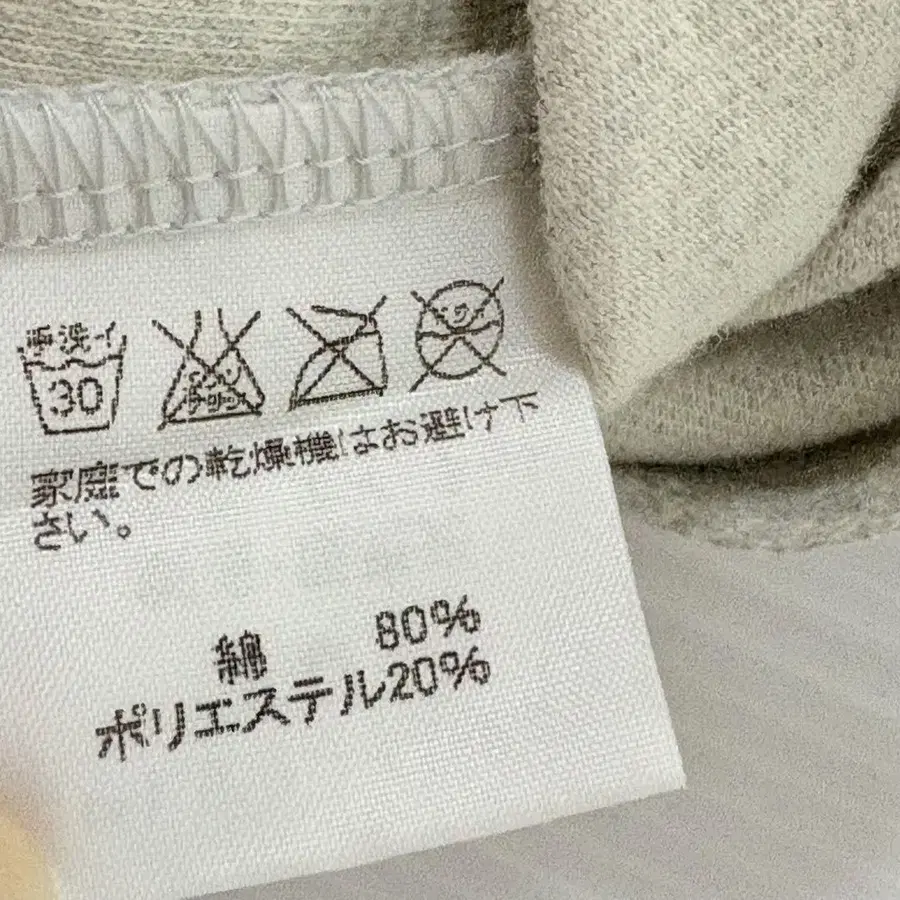 手洗イ
30
エンソサラシ
ドライ
家庭での乾燥機はお避け下
さい。
綿 80%
ポリエステル20%